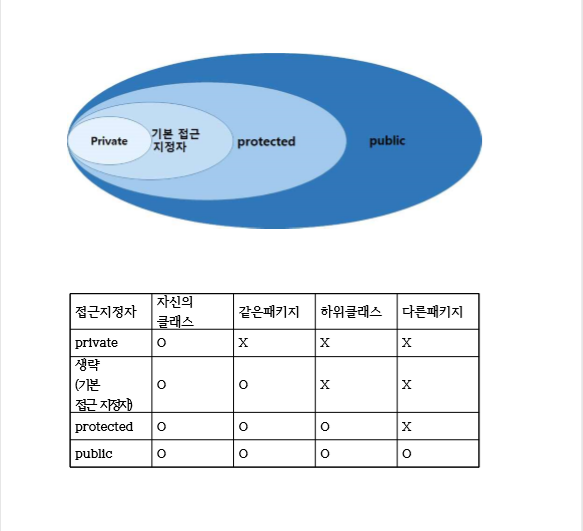 Private
기본 접근
지정자
protected
public
접근지정자 자신의 클래스 같은패키지 하위클래스 다른패키지
private O X X X
생략 (기본 접근 지정자) O O X X
protected O O O X
public O O O O